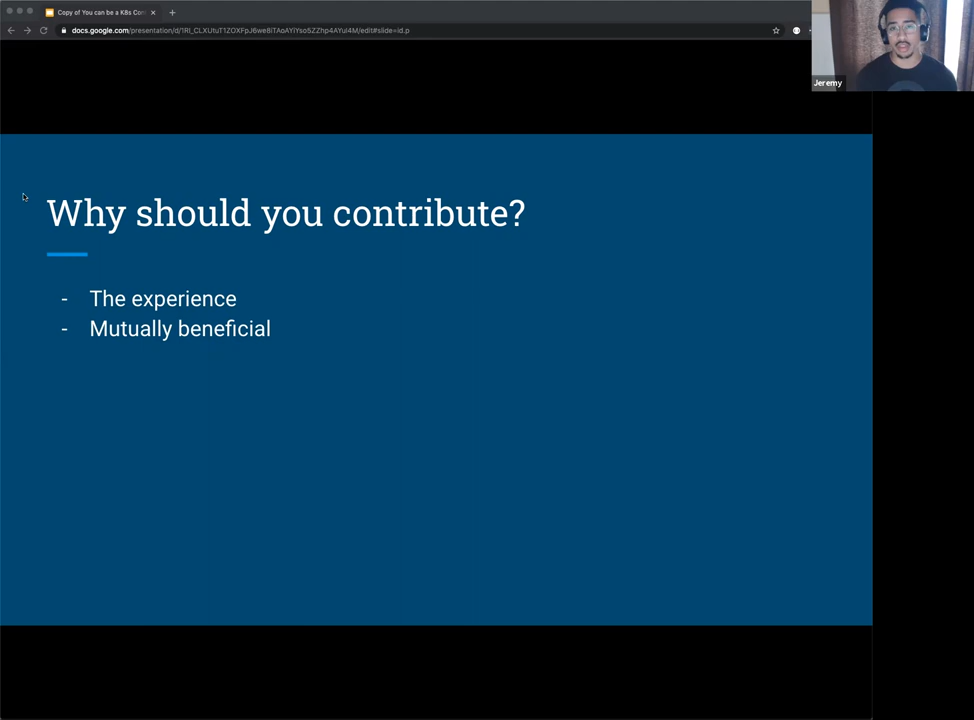 Copy of You can be a K8s Con
docs.google.com/presentation/d/1RI_CLXUtuT1ZOXFpJ6we8lTAoAYiYso5ZZhp4AYuI4M/edit#slide=id.p
Jeremy
Why should you contribute?
- The experience
- Mutually beneficial